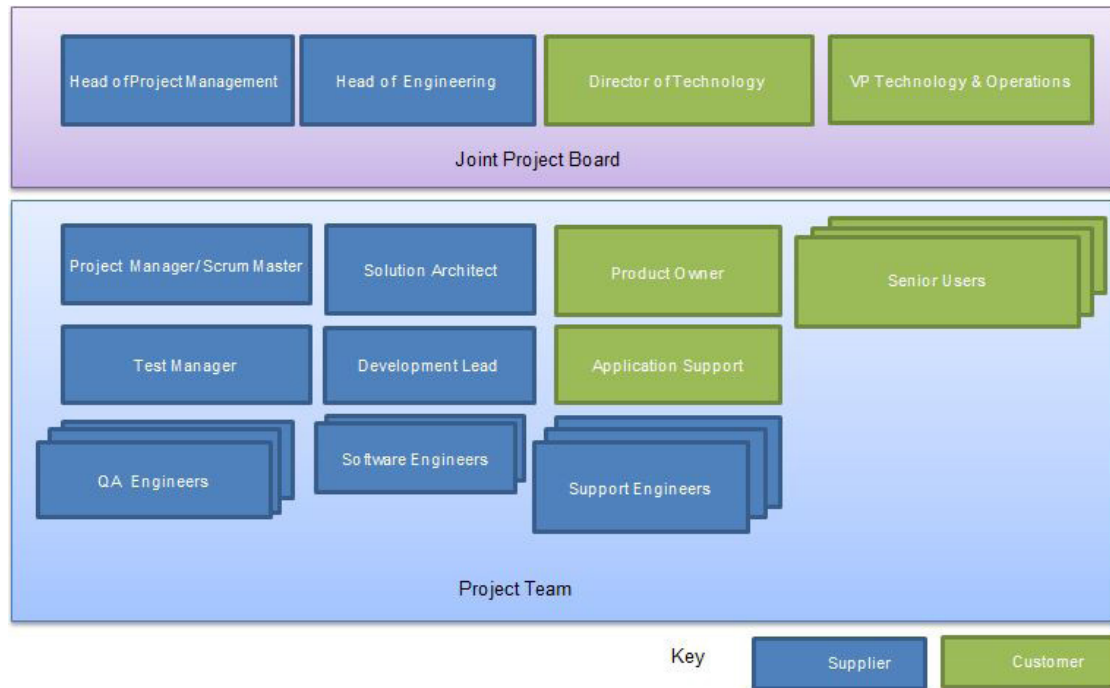 Head of Project Management
Head of Engineering
Director of Technology
VP Technology & Operations
Joint Project Board
Project Manager/Scrum Master
Solution Architect
Product Owner
Senior Users
Test Manager
Development Lead
Application Support
QA Engineers
Software Engineers
Support Engineers
Project Team
Key
Supplier
Customer